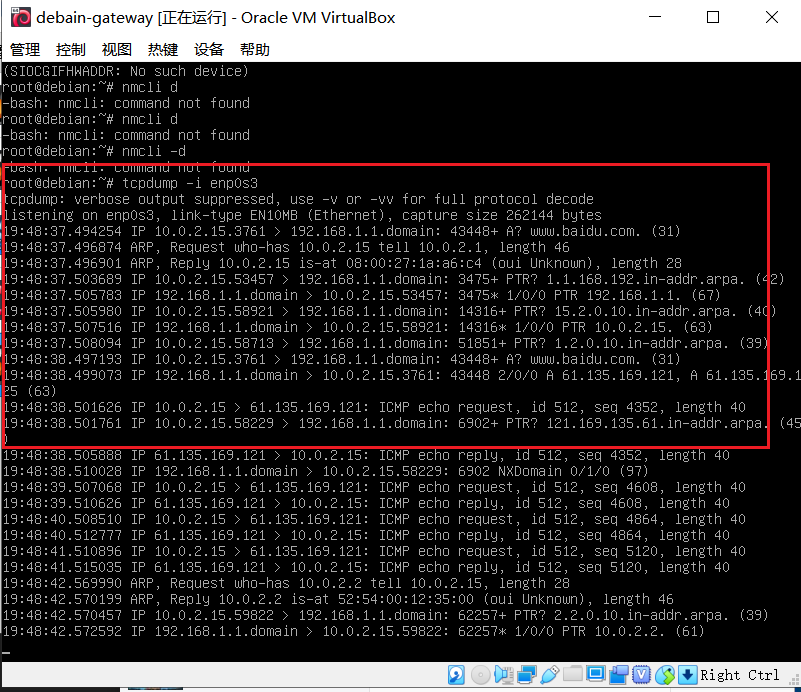 debain-gateway [正在运行] - Oracle VM VirtualBox
管理 控制 视图 热键 设备 帮助
(SIOCGIFHWADDR: No such device)
root@debian:~# nmcli d
-bash: nmcli: command not found
root@debian:~# nmcli d
-bash: nmcli: command not found
root@debian:~# nmcli -d
-bash: nmcli: command not found
root@debian:~# tcpdump -i enp0s3
tcpdump: verbose output suppressed, use -v or -vv for full protocol decode
listening on enp0s3, link-type EN10MB (Ethernet), capture size 262144 bytes
19:48:37.494254 IP 10.0.2.15.3761 > 192.168.1.1.domain: 43448+ A? www.baidu.com. (31)
19:48:37.496874 ARP, Request who-has 10.0.2.15 tell 10.0.2.1, length 46
19:48:37.496901 ARP, Reply 10.0.2.15 is-at 08:00:27:1a:a6:c4 (oui Unknown), length 28
19:48:37.503689 IP 10.0.2.15.53457 > 192.168.1.1.domain: 3475+ PTR? 1.1.168.192.in-addr.arpa. (42)
19:48:37.505783 IP 192.168.1.1.domain > 10.0.2.15.53457: 3475* 1/0/0 PTR 192.168.1.1. (67)
19:48:37.505980 IP 10.0.2.15.58921 > 192.168.1.1.domain: 14316+ PTR? 15.2.0.10.in-addr.arpa. (40)
19:48:37.507516 IP 192.168.1.1.domain > 10.0.2.15.58921: 14316* 1/0/0 PTR 10.0.2.15. (63)
19:48:37.508094 IP 10.0.2.15.58713 > 192.168.1.1.domain: 51851+ PTR? 1.2.0.10.in-addr.arpa. (39)
19:48:38.497193 IP 10.0.2.15.3761 > 192.168.1.1.domain: 43448+ A? www.baidu.com. (31)
19:48:38.499073 IP 192.168.1.1.domain > 10.0.2.15.3761: 43448 2/0/0 A 61.135.169.121, A 61.135.169.1
25 (63)
19:48:38.501626 IP 10.0.2.15 > 61.135.169.121: ICMP echo request, id 512, seq 4352, length 40
19:48:38.501761 IP 10.0.2.15.58229 > 192.168.1.1.domain: 6902+ PTR? 121.169.135.61.in-addr.arpa. (45
)
19:48:38.505888 IP 61.135.169.121 > 10.0.2.15: ICMP echo reply, id 512, seq 4352, length 40
19:48:38.510028 IP 192.168.1.1.domain > 10.0.2.15.58229: 6902 NXDomain 0/1/0 (97)
19:48:39.507068 IP 10.0.2.15 > 61.135.169.121: ICMP echo request, id 512, seq 4608, length 40
19:48:39.510626 IP 61.135.169.121 > 10.0.2.15: ICMP echo reply, id 512, seq 4608, length 40
19:48:40.508510 IP 10.0.2.15 > 61.135.169.121: ICMP echo request, id 512, seq 4864, length 40
19:48:40.512777 IP 61.135.169.121 > 10.0.2.15: ICMP echo reply, id 512, seq 4864, length 40
19:48:41.510896 IP 10.0.2.15 > 61.135.169.121: ICMP echo request, id 512, seq 5120, length 40
19:48:41.515035 IP 61.135.169.121 > 10.0.2.15: ICMP echo reply, id 512, seq 5120, length 40
19:48:42.569990 ARP, Request who-has 10.0.2.2 tell 10.0.2.15, length 28
19:48:42.570199 ARP, Reply 10.0.2.2 is-at 52:54:00:12:35:00 (oui Unknown), length 46
19:48:42.570457 IP 10.0.2.15.59822 > 192.168.1.1.domain: 62257+ PTR? 2.2.0.10.in-addr.arpa. (39)
19:48:42.572592 IP 192.168.1.1.domain > 10.0.2.15.59822: 62257* 1/0/0 PTR 10.0.2.2. (61)
Right Ctrl